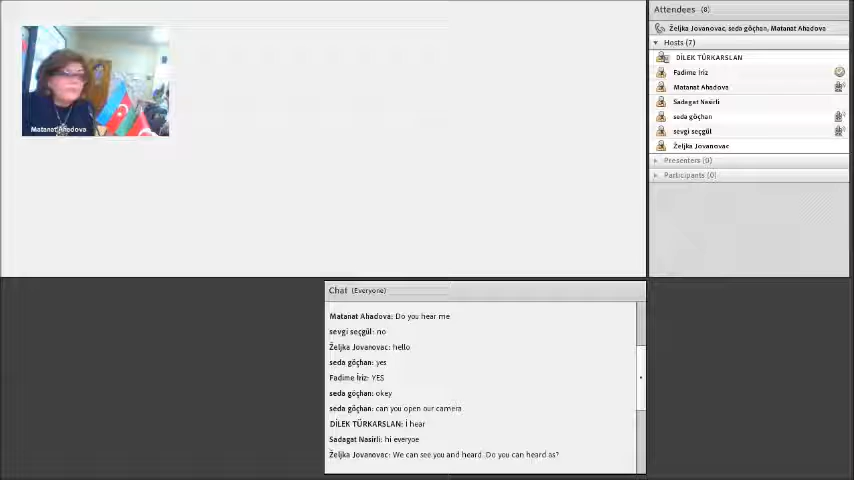 Matanat Ahadova
Attendees (8)
Željka Jovanovac, seda göçhan, Matanat Ahadova
Hosts (7)
DİLEK TÜRKARSLAN
Fadime İriz
Matanat Ahadova
Sadagat Nasirli
seda göçhan
sevgi seçgül
Željka Jovanovac
Presenters (0)
Participants (0)
Chat (Everyone)
Matanat Ahadova: Do you hear me
sevgi seçgül: no
Željka Jovanovac: hello
seda göçhan: yes
Fadime İriz: YES
seda göçhan: okey
seda göçhan: can you open our camera
DİLEK TÜRKARSLAN: İ hear
Sadagat Nasirli: hi everyoe
Željka Jovanovac: We can see you and heard. Do you can heard as?